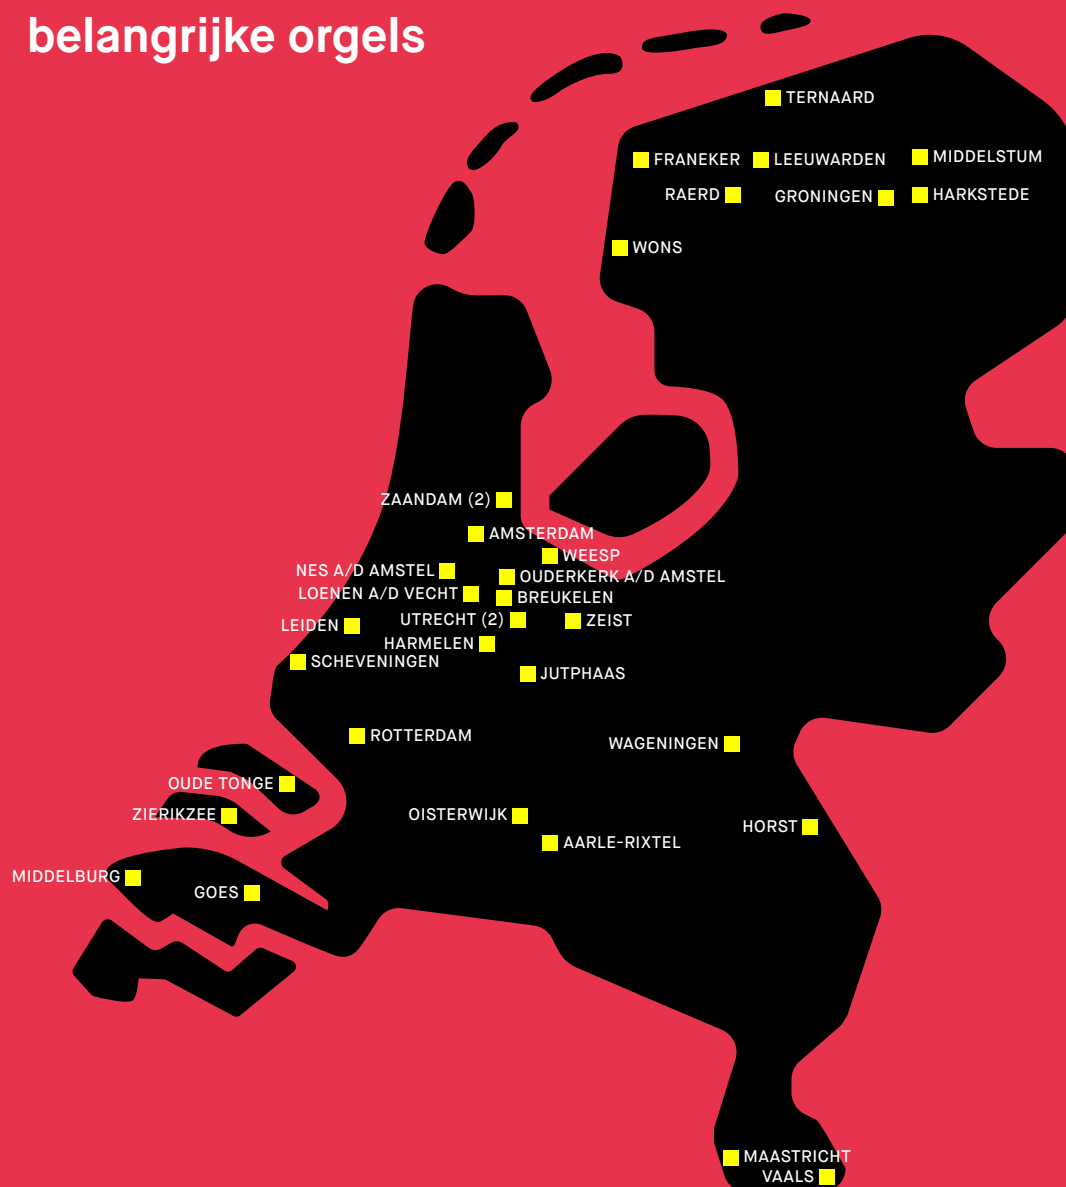 belangrijke orgels
TERNAARD
FRANEKER
LEEUWARDEN
MIDDELSTUM
RAERD
GRONINGEN
HARKSTEDE
WONS
ZAANDAM (2)
AMSTERDAM
WEESP
NES A/D AMSTEL
OUDERKERK A/D AMSTEL
LOENEN A/D VECHT
BREUKELEN
LEIDEN
UTRECHT (2)
ZEIST
HARMELEN
SCHEVENINGEN
JUTPHAAS
ROTTERDAM
WAGENINGEN
OUDE TONGE
ZIERIKZEE
OISTERWIJK
HORST
AARLE-RIXTEL
MIDDELBURG
GOES
MAASTRICHT
VAALS